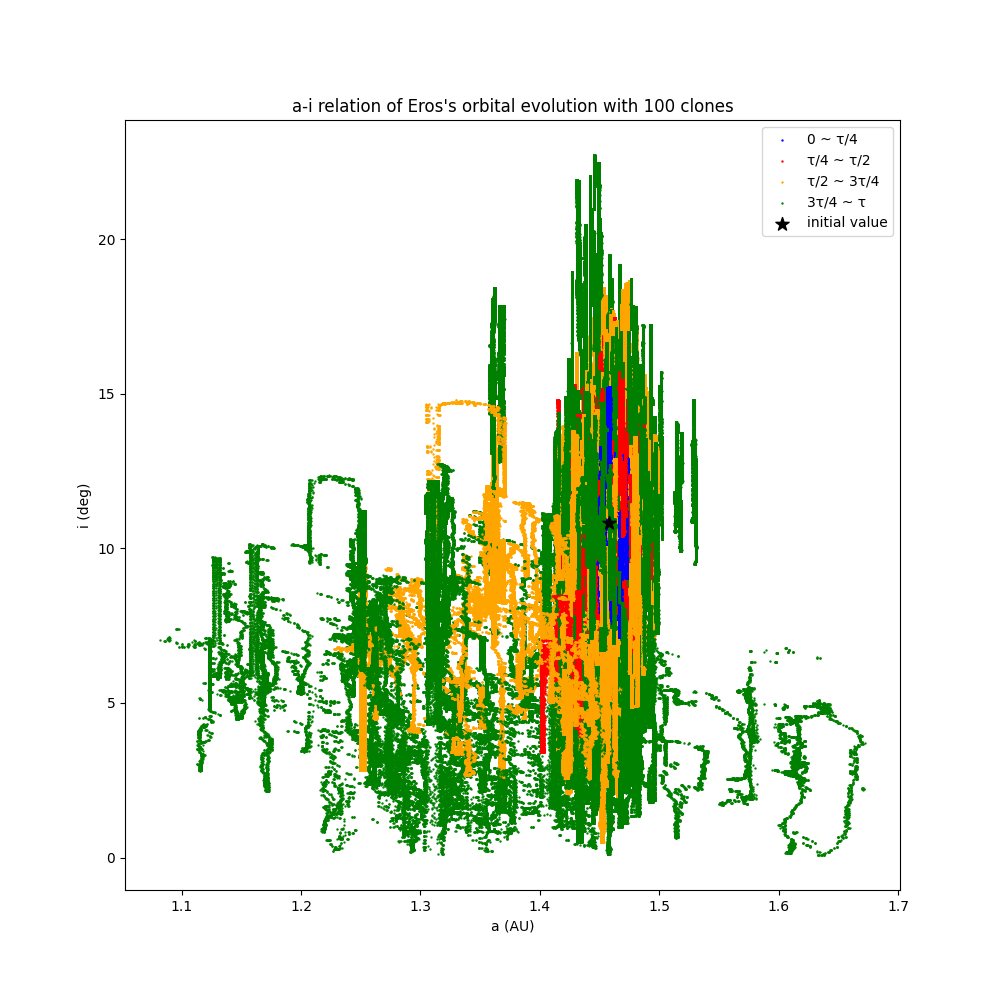 a-i relation of Eros's orbital evolution with 100 clones
0 ~ τ/4
τ/4 ~ τ/2
τ/2 ~ 3τ/4
3τ/4 ~ τ
initial value
20
15
10
5
0
i (deg)
1.1 1.2 1.3 1.4 1.5 1.6 1.7
a (AU)